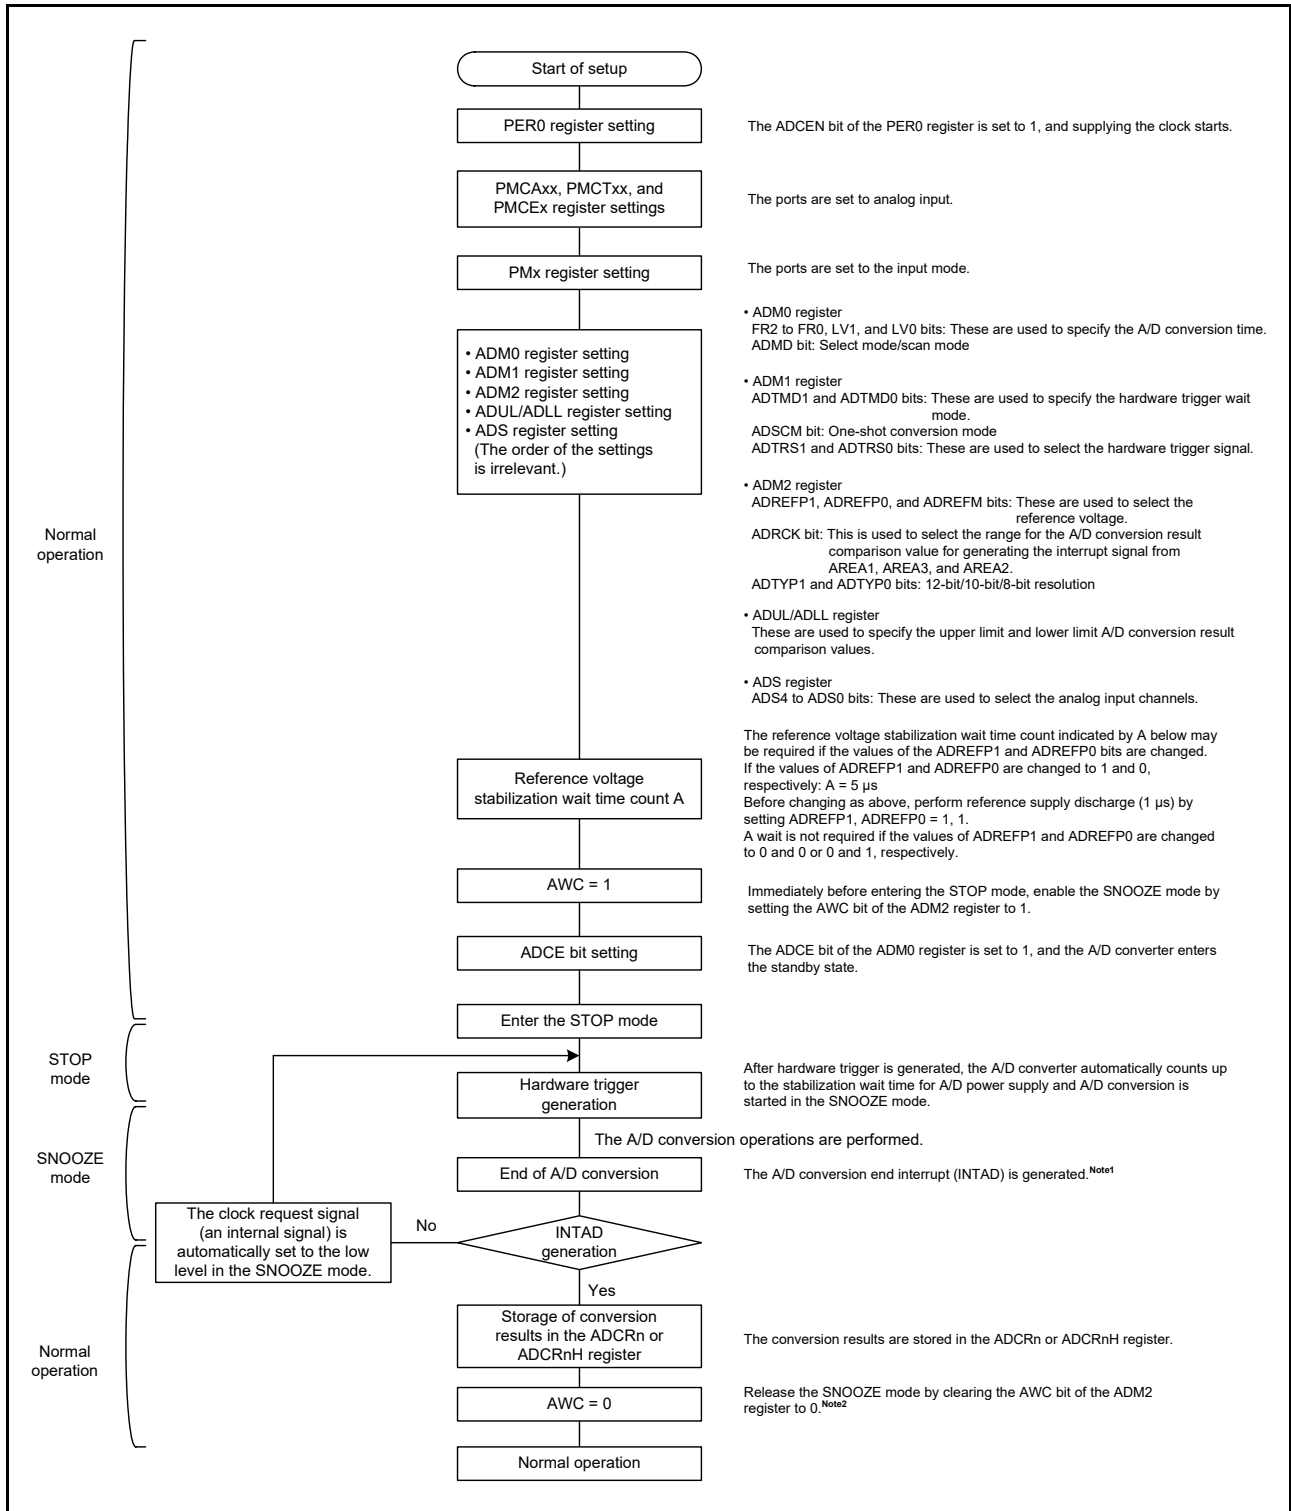 Start of setup
PER0 register setting
The ADCEN bit of the PER0 register is set to 1, and supplying the clock starts.
PMCAxx, PMCTxx, and
PMCEx register settings
The ports are set to analog input.
PMx register setting
The ports are set to the input mode.
• ADM0 register setting
• ADM1 register setting
• ADM2 register setting
• ADUL/ADLL register setting
• ADS register setting
(The order of the settings
is irrelevant.)
• ADM0 register
FR2 to FR0, LV1, and LV0 bits: These are used to specify the A/D conversion time.
ADMD bit: Select mode/scan mode
• ADM1 register
ADTMD1 and ADTMD0 bits: These are used to specify the hardware trigger wait
mode.
ADSCM bit: One-shot conversion mode
ADTRS1 and ADTRS0 bits: These are used to select the hardware trigger signal.
• ADM2 register
ADREFP1, ADREFP0, and ADREFM bits: These are used to select the
reference voltage.
ADRCK bit: This is used to select the range for the A/D conversion result
comparison value for generating the interrupt signal from
AREA1, AREA3, and AREA2.
ADTYP1 and ADTYP0 bits: 12-bit/10-bit/8-bit resolution
• ADUL/ADLL register
These are used to specify the upper limit and lower limit A/D conversion result
comparison values.
• ADS register
ADS4 to ADS0 bits: These are used to select the analog input channels.
Normal
operation
Reference voltage
stabilization wait time count A
The reference voltage stabilization wait time count indicated by A below may
be required if the values of the ADREFP1 and ADREFP0 bits are changed.
If the values of ADREFP1 and ADREFP0 are changed to 1 and 0,
respectively: A = 5 µs
Before changing as above, perform reference supply discharge (1 µs) by
setting ADREFP1, ADREFP0 = 1, 1.
A wait is not required if the values of ADREFP1 and ADREFP0 are changed
to 0 and 0 or 0 and 1, respectively.
AWC = 1
Immediately before entering the STOP mode, enable the SNOOZE mode by
setting the AWC bit of the ADM2 register to 1.
ADCE bit setting
The ADCE bit of the ADM0 register is set to 1, and the A/D converter enters
the standby state.
Enter the STOP mode
STOP
mode
Hardware trigger
generation
After hardware trigger is generated, the A/D converter automatically counts up
to the stabilization wait time for A/D power supply and A/D conversion is
started in the SNOOZE mode.
The A/D conversion operations are performed.
SNOOZE
mode
End of A/D conversion
The A/D conversion end interrupt (INTAD) is generated.Note1
The clock request signal
(an internal signal) is
automatically set to the low
level in the SNOOZE mode.
No
INTAD
generation
Yes
Storage of conversion
results in the ADCRn or
ADCRnH register
The conversion results are stored in the ADCRn or ADCRnH register.
Normal
operation
AWC = 0
Release the SNOOZE mode by clearing the AWC bit of the ADM2
register to 0.Note2
Normal operation